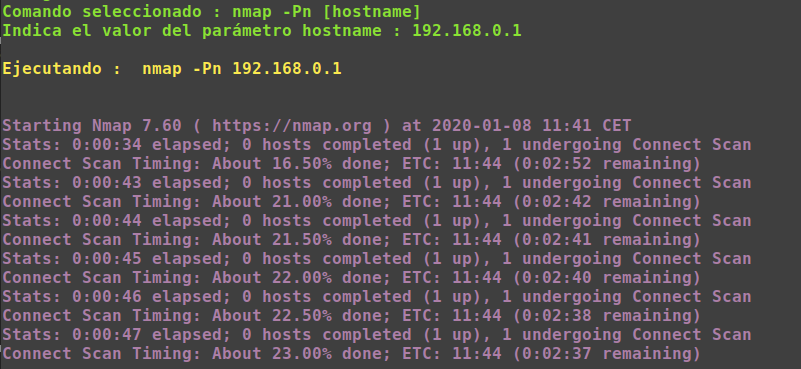 Comando seleccionado : nmap -Pn [hostname]
Indica el valor del parámetro hostname : 192.168.0.1
Ejecutando :  nmap -Pn 192.168.0.1
Starting Nmap 7.60 ( https://nmap.org ) at 2020-01-08 11:41 CET
Stats: 0:00:34 elapsed; 0 hosts completed (1 up), 1 undergoing Connect Scan
Connect Scan Timing: About 16.50% done; ETC: 11:44 (0:02:52 remaining)
Stats: 0:00:43 elapsed; 0 hosts completed (1 up), 1 undergoing Connect Scan
Connect Scan Timing: About 21.00% done; ETC: 11:44 (0:02:42 remaining)
Stats: 0:00:44 elapsed; 0 hosts completed (1 up), 1 undergoing Connect Scan
Connect Scan Timing: About 21.50% done; ETC: 11:44 (0:02:41 remaining)
Stats: 0:00:45 elapsed; 0 hosts completed (1 up), 1 undergoing Connect Scan
Connect Scan Timing: About 22.00% done; ETC: 11:44 (0:02:40 remaining)
Stats: 0:00:46 elapsed; 0 hosts completed (1 up), 1 undergoing Connect Scan
Connect Scan Timing: About 22.50% done; ETC: 11:44 (0:02:38 remaining)
Stats: 0:00:47 elapsed; 0 hosts completed (1 up), 1 undergoing Connect Scan
Connect Scan Timing: About 23.00% done; ETC: 11:44 (0:02:37 remaining)